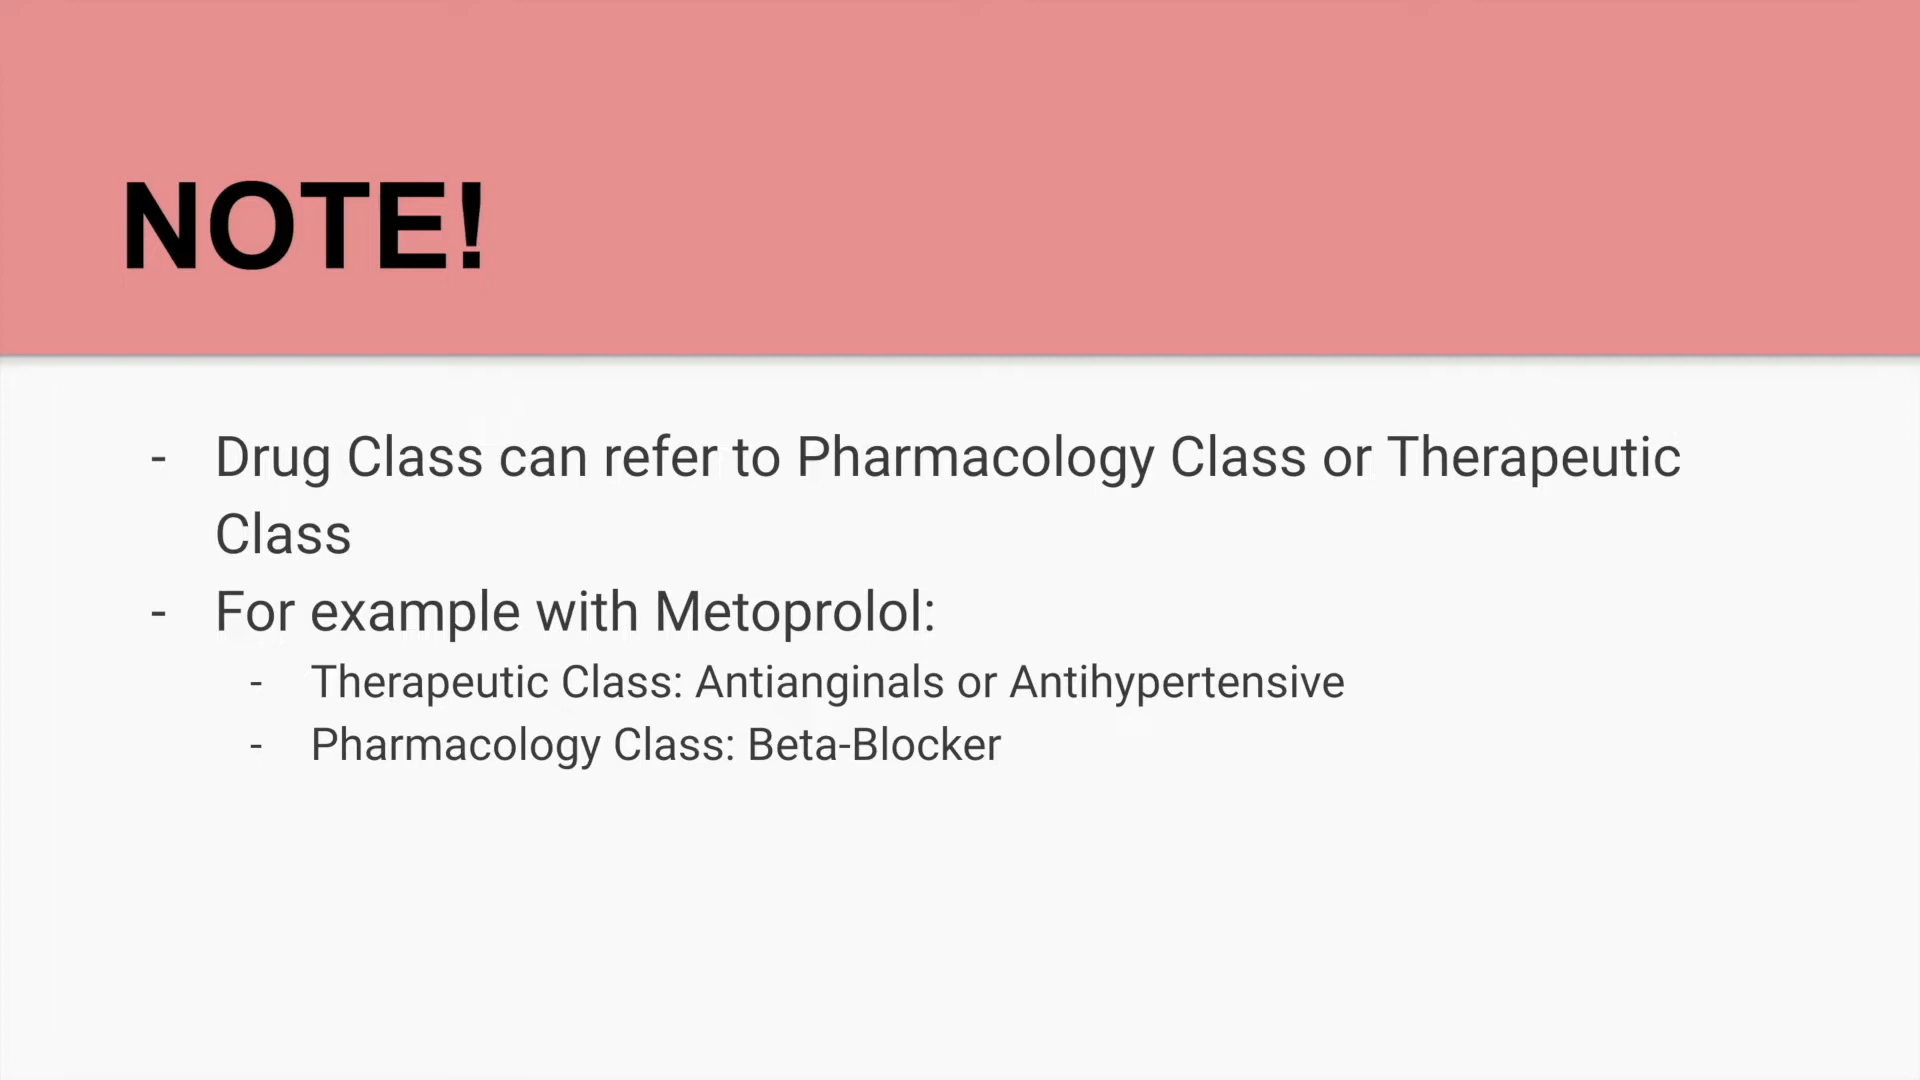 NOTE!
- Drug Class can refer to Pharmacology Class or Therapeutic
Class
- For example with Metoprolol:
- Therapeutic Class: Antianginals or Antihypertensive
- Pharmacology Class: Beta-Blocker